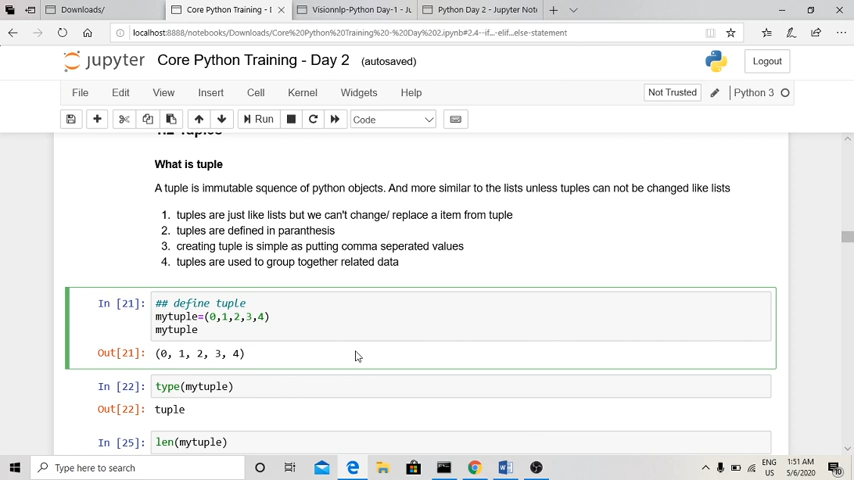 Downloads/
Core Python Training - D
Visionnlp-Python Day-1 - Ju
Python Day 2 - Jupyter Not
localhost:8888/notebooks/Downloads/Core%20Python%20Training%20-%20Day%202.ipynb#2.4--if...-elif...else-statement
jupyter Core Python Training - Day 2 (autosaved)
Logout
File Edit View Insert Cell Kernel Widgets Help
Not Trusted
Python 3
Run
Code
1.2 Tuples
What is tuple
A tuple is immutable squence of python objects. And more similar to the lists unless tuples can not be changed like lists
1. tuples are just like lists but we can't change/ replace a item from tuple
2. tuples are defined in paranthesis
3. creating tuple is simple as putting comma seperated values
4. tuples are used to group together related data
In [21]: ## define tuple
mytuple=(0,1,2,3,4)
mytuple
Out[21]: (0, 1, 2, 3, 4)
In [22]: type(mytuple)
Out[22]: tuple
In [25]: len(mytuple)
Type here to search
ENG
US
1:51 AM
5/6/2020
10